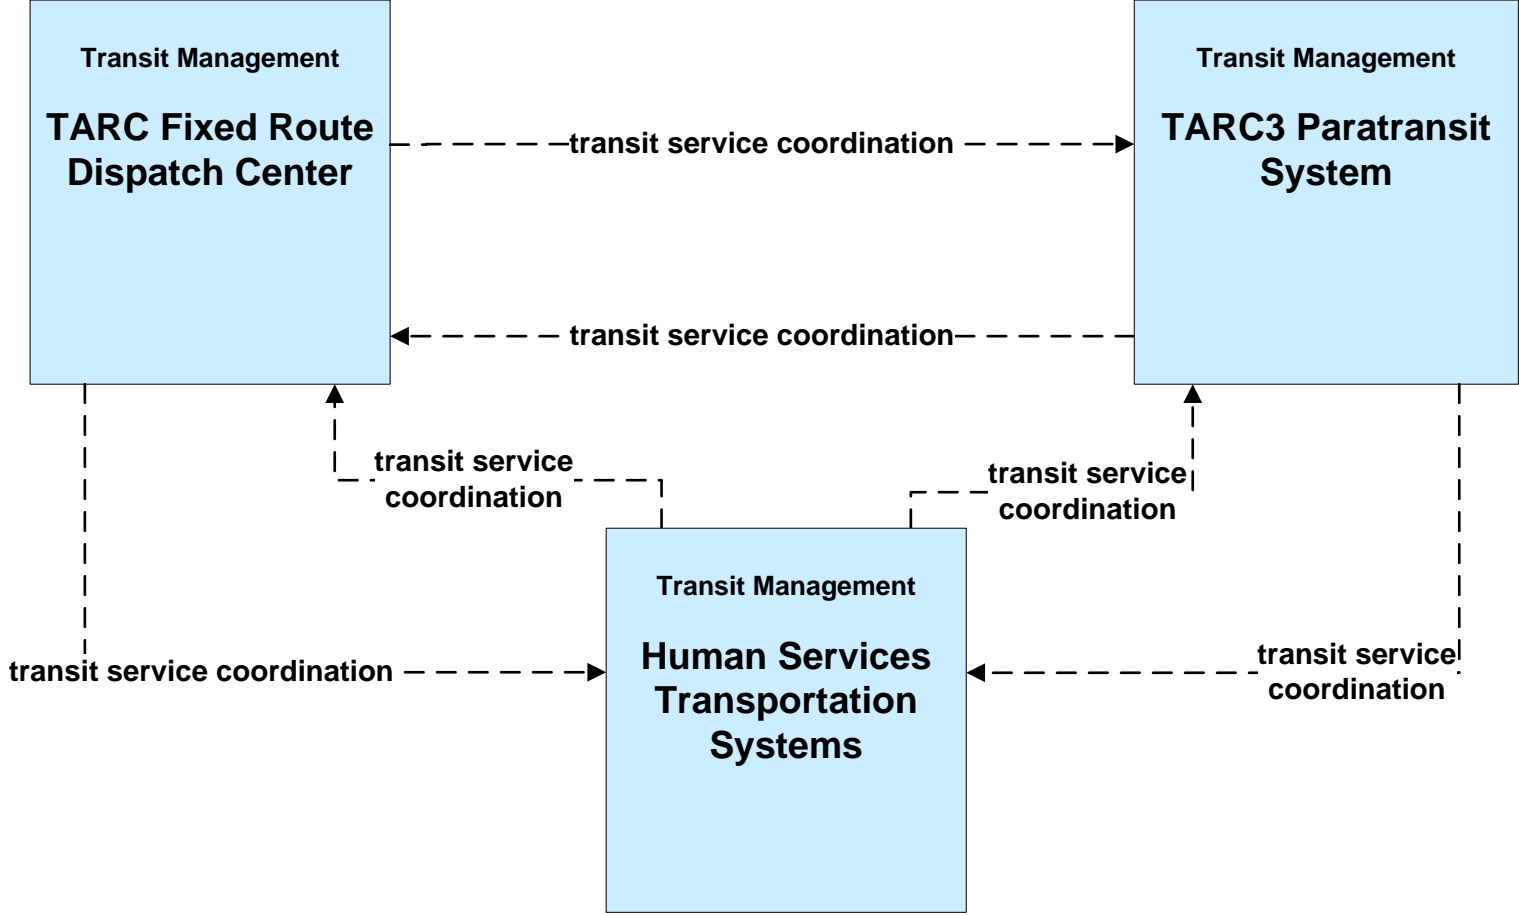 Transit Management
TARC Fixed Route
Dispatch Center
Transit Management
TARC3 Paratransit
System
transit service coordination
transit service coordination
transit service
coordination
transit service
coordination
transit service coordination
Transit Management
Human Services
Transportation
Systems
transit service
coordination